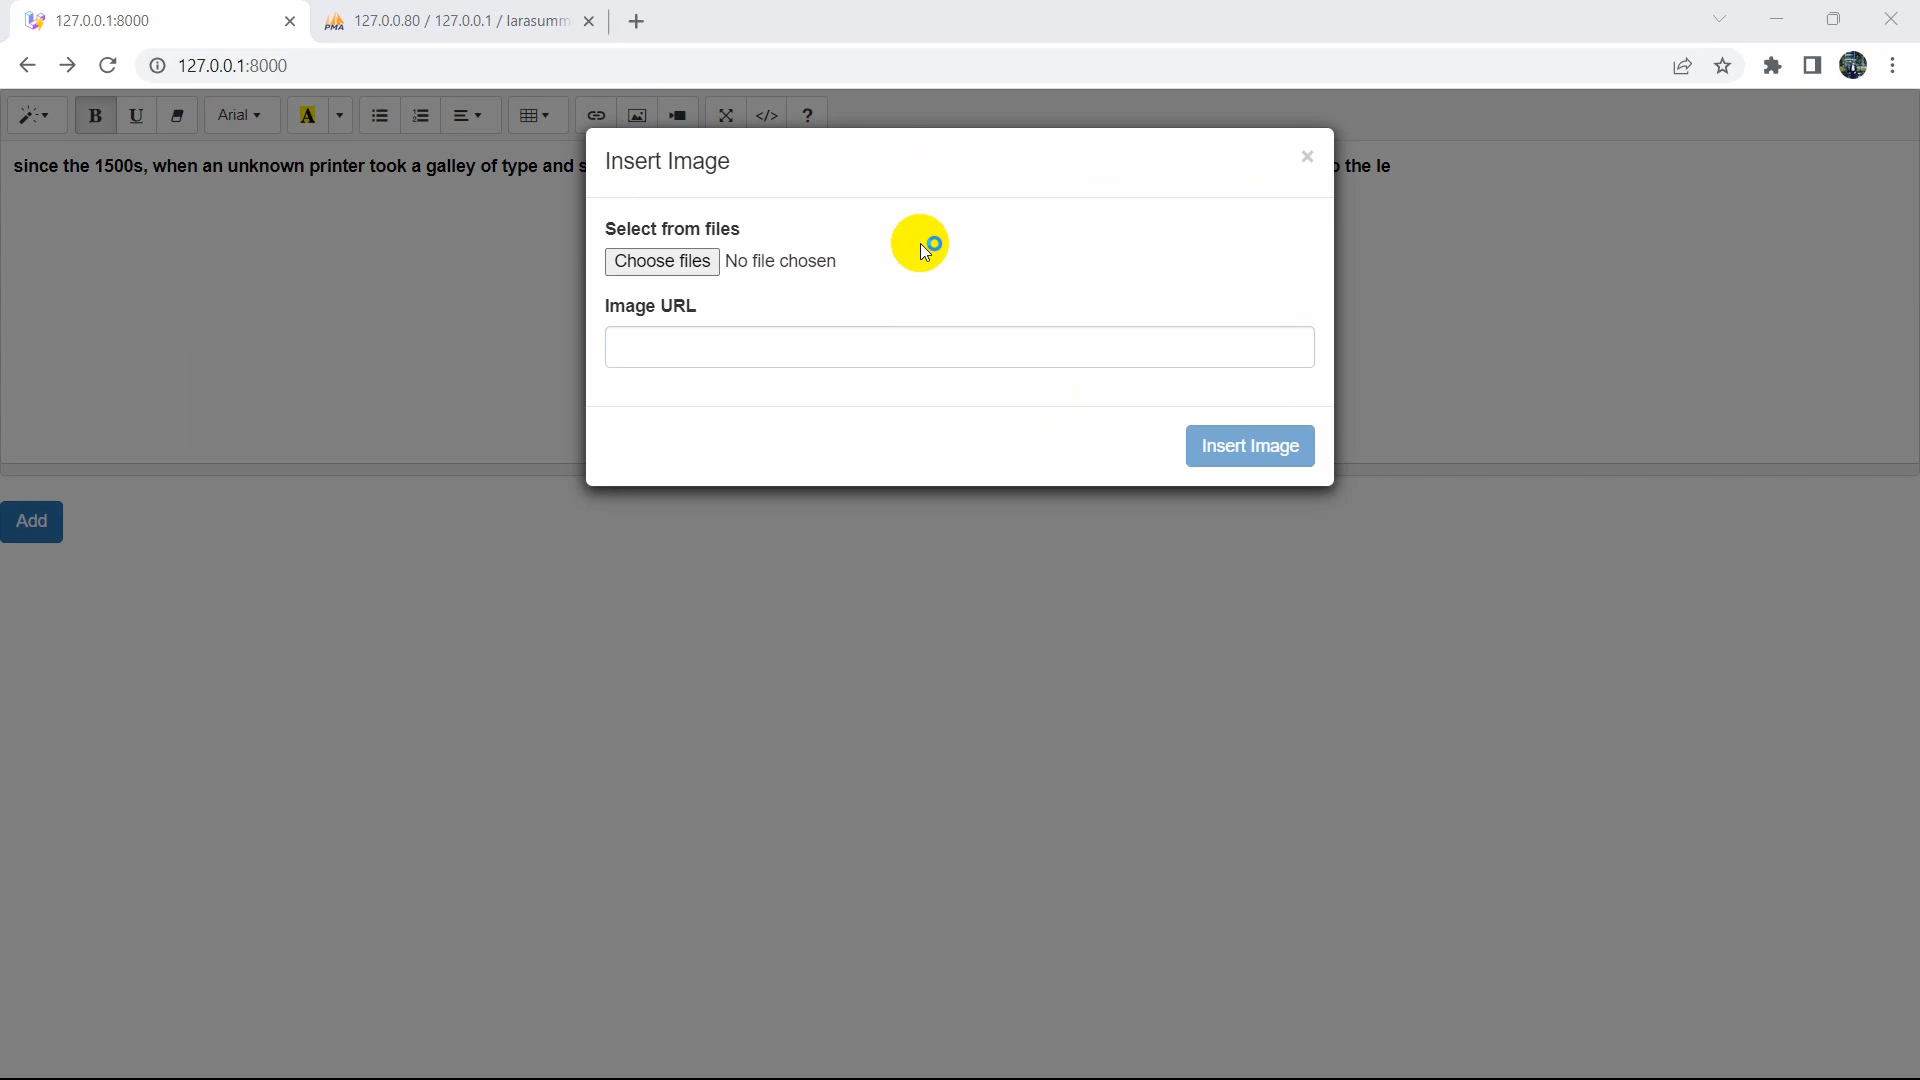 127.0.0.1:8000
127.0.0.80 / 127.0.0.1 / larasumm
127.0.0.1:8000
B U Arial A </> ?
since the 1500s, when an unknown printer took a galley of type and s
o the le
Insert Image
×
Select from files
Choose files No file chosen
Image URL
Insert Image
Add